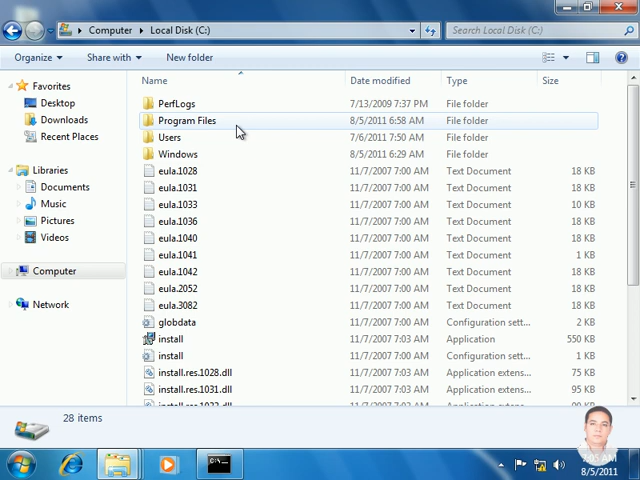 Computer Local Disk (C:) Search Local Disk (C:)
Organize Share with New folder
Name Date modified Type Size
Favorites
Desktop
Downloads
Recent Places
Libraries
Documents
Music
Pictures
Videos
Computer
Network
PerfLogs 7/13/2009 7:37 PM File folder
Program Files 8/5/2011 6:58 AM File folder
Users 7/6/2011 7:50 AM File folder
Windows 8/5/2011 6:29 AM File folder
eula.1028 11/7/2007 7:00 AM Text Document 18 KB
eula.1031 11/7/2007 7:00 AM Text Document 18 KB
eula.1033 11/7/2007 7:00 AM Text Document 10 KB
eula.1036 11/7/2007 7:00 AM Text Document 18 KB
eula.1040 11/7/2007 7:00 AM Text Document 18 KB
eula.1041 11/7/2007 7:00 AM Text Document 1 KB
eula.1042 11/7/2007 7:00 AM Text Document 18 KB
eula.2052 11/7/2007 7:00 AM Text Document 18 KB
eula.3082 11/7/2007 7:00 AM Text Document 18 KB
globdata 11/7/2007 7:00 AM Configuration sett... 2 KB
install 11/7/2007 7:03 AM Application 550 KB
install 11/7/2007 7:00 AM Configuration sett... 1 KB
install.res.1028.dll 11/7/2007 7:03 AM Application extens... 75 KB
install.res.1031.dll 11/7/2007 7:03 AM Application extens... 95 KB
28 items
7:03 AM
8/5/2011